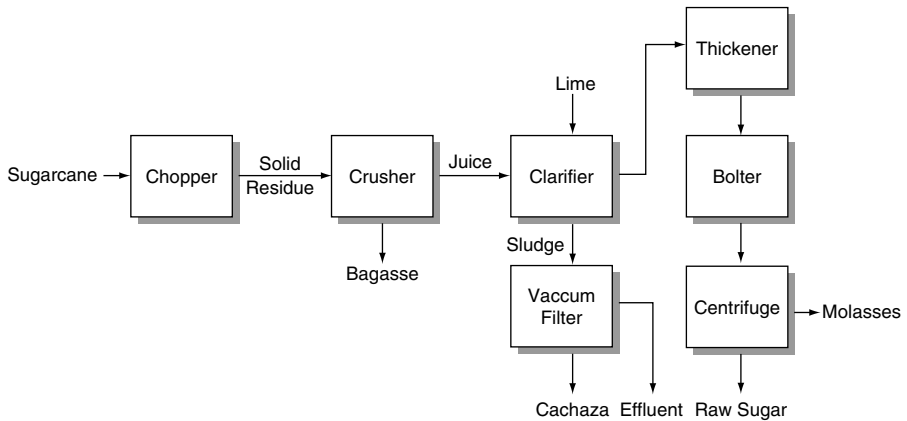 Thickener
Lime
Sugarcane
Chopper
Solid
Residue
Crusher
Juice
Clarifier
Bolter
Bagasse
Sludge
Vaccum
Filter
Centrifuge
Molasses
Cachaza
Effluent
Raw Sugar